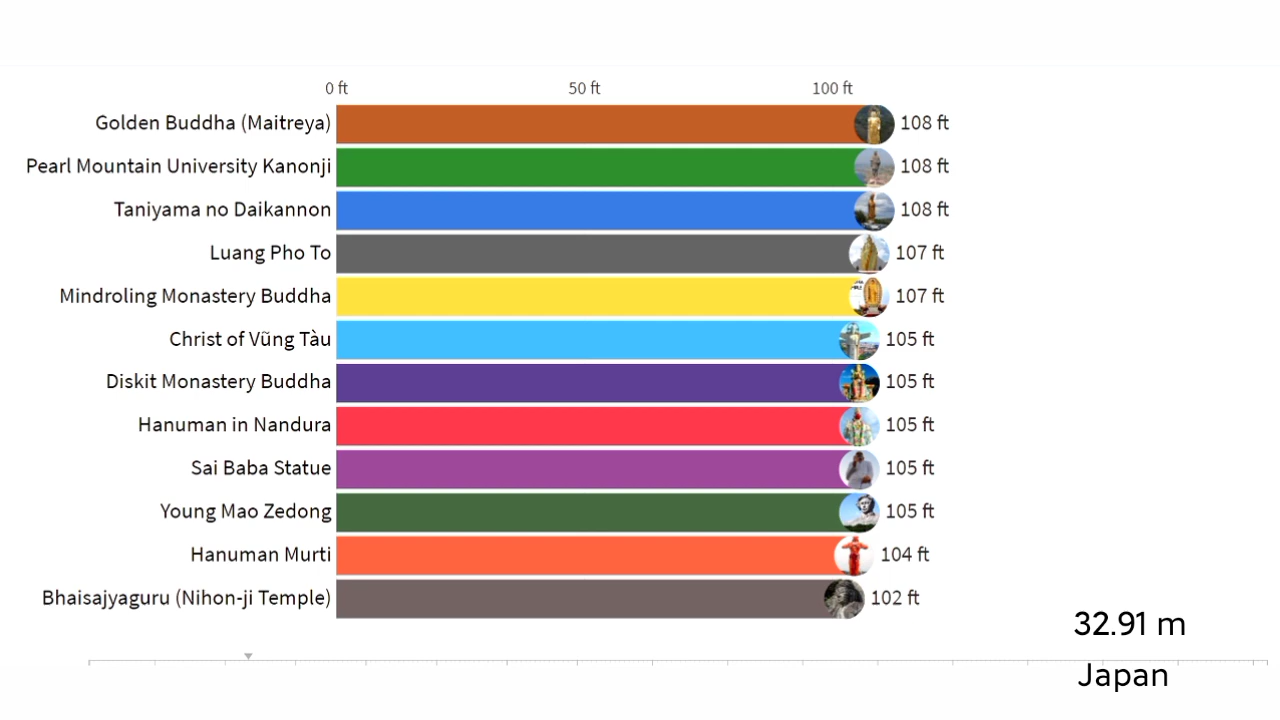 0 ft 50 ft 100 ft
Golden Buddha (Maitreya) 108 ft
Pearl Mountain University Kanonji 108 ft
Taniyama no Daikannon 108 ft
Luang Pho To 107 ft
Mindroling Monastery Buddha 107 ft
Christ of Vũng Tàu 105 ft
Diskit Monastery Buddha 105 ft
Hanuman in Nandura 105 ft
Sai Baba Statue 105 ft
Young Mao Zedong 105 ft
Hanuman Murti 104 ft
Bhaisajyaguru (Nihon-ji Temple) 102 ft
32.91 m
Japan